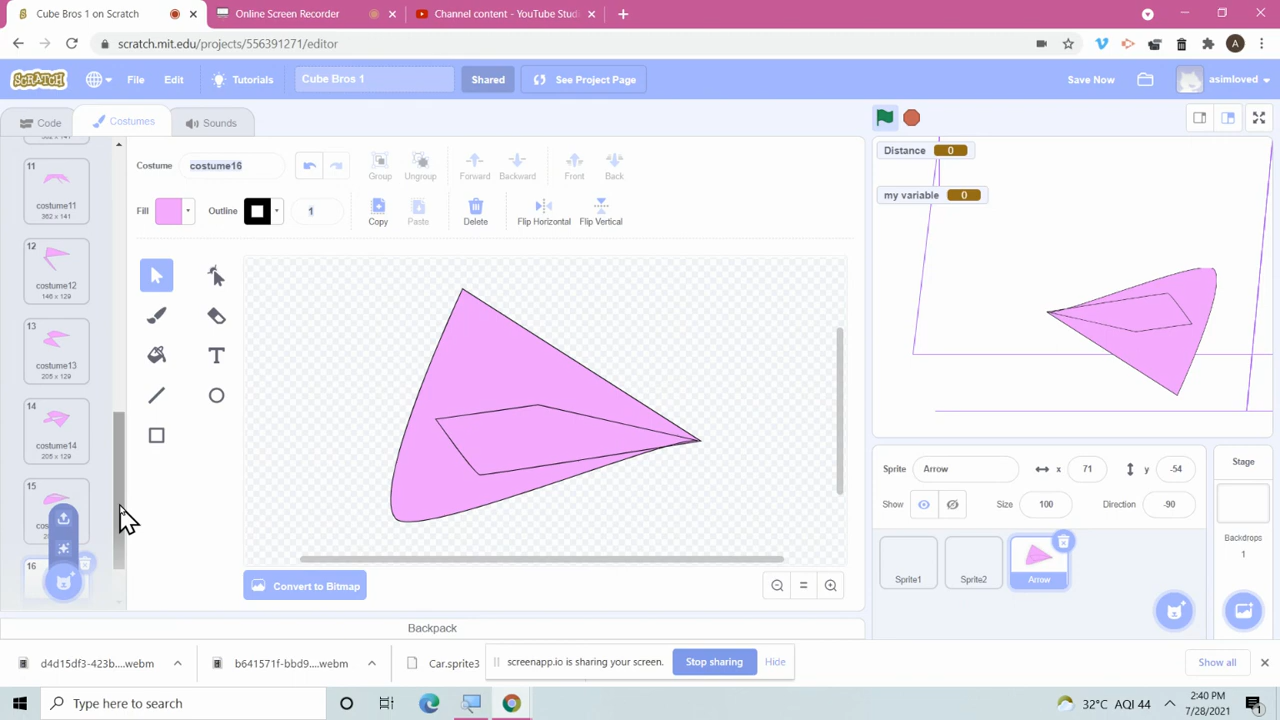 Cube Bros 1 on Scratch
Online Screen Recorder
Channel content - YouTube Stud
scratch.mit.edu/projects/556391271/editor
A
SCRATCH
File
Edit
Tutorials
Cube Bros 1
Shared
See Project Page
Save Now
asimloved
Code
Costumes
Sounds
11
costume11
362 x 141
12
costume12
146 x 128
13
costume13
205 x 129
14
costume14
205 x 129
15
16
Costume
costume16
Group
Ungroup
Forward
Backward
Front
Back
Fill
Outline
1
Copy
Paste
Delete
Flip Horizontal
Flip Vertical
T
Convert to Bitmap
Backpack
Distance 0
my variable 0
Sprite
Arrow
x
71
y
-54
Show
Size
100
Direction
-90
Sprite1
Sprite2
Arrow
Stage
Backdrops
1
d4d15df3-423b....webm
b641571f-bbd9....webm
Car.sprite3
screenapp.io is sharing your screen.
Stop sharing
Hide
Show all
Type here to search
32°C AQI 44
2:40 PM
7/28/2021
1